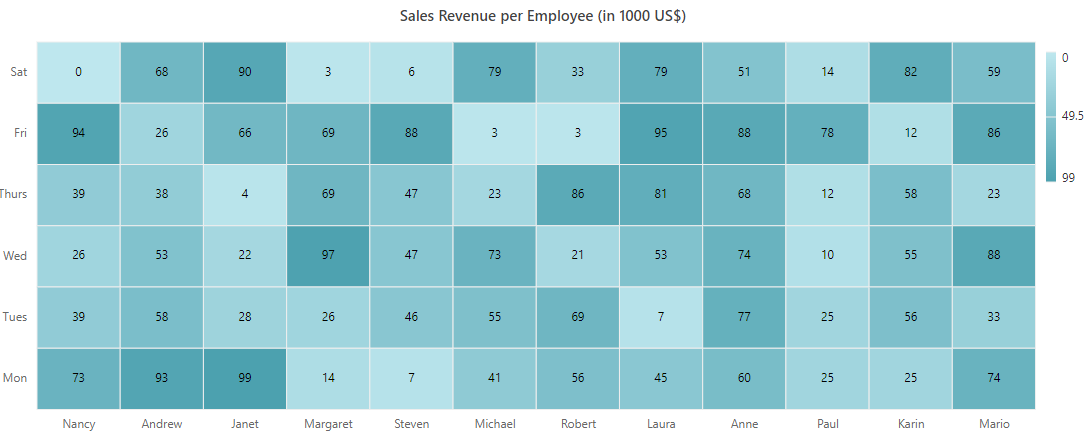 Sales Revenue per Employee (in 1000 US$)
Sat 0 68 90 3 6 79 33 79 51 14 82 59
Fri 94 26 66 69 88 3 3 95 88 78 12 86
Thurs 39 38 4 69 47 23 86 81 68 12 58 23
Wed 26 53 22 97 47 73 21 53 74 10 55 88
Tues 39 58 28 26 46 55 69 7 77 25 56 33
Mon 73 93 99 14 7 41 56 45 60 25 25 74
Nancy Andrew Janet Margaret Steven Michael Robert Laura Anne Paul Karin Mario
0
49.5
99